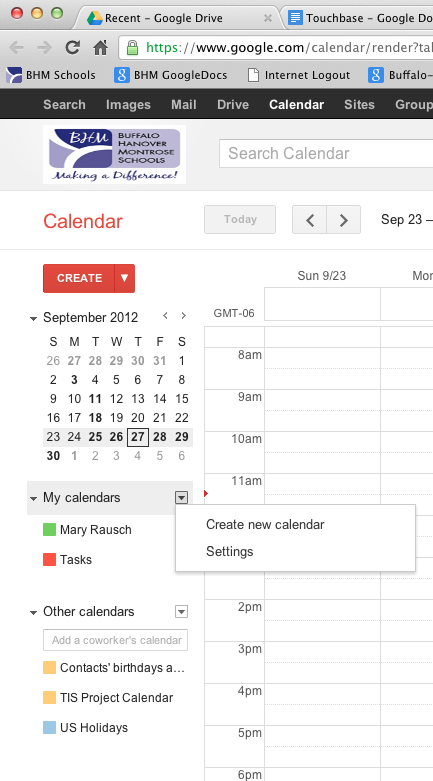 Recent – Google Drive
Touchbase – Google Do
https://www.google.com/calendar/render?tal
BHM Schools
BHM GoogleDocs
Internet Logout
Buffalo-
Search Images Mail Drive Calendar Sites Group
BHM
BUFFALO
HANOVER
MONTROSE
SCHOOLS
Making a Difference!
Search Calendar
Calendar
Today
Sep 23 –
CREATE
Sun 9/23
Mon
September 2012
GMT-06
S M T W T F S
26 27 28 29 30 31 1
2 3 4 5 6 7 8
9 10 11 12 13 14 15
16 17 18 19 20 21 22
23 24 25 26 27 28 29
30 1 2 3 4 5 6
8am
9am
10am
11am
My calendars
Create new calendar
Settings
Mary Rausch
Tasks
Other calendars
Add a coworker's calendar
Contacts' birthdays a...
TIS Project Calendar
US Holidays
2pm
3pm
4pm
5pm
6pm